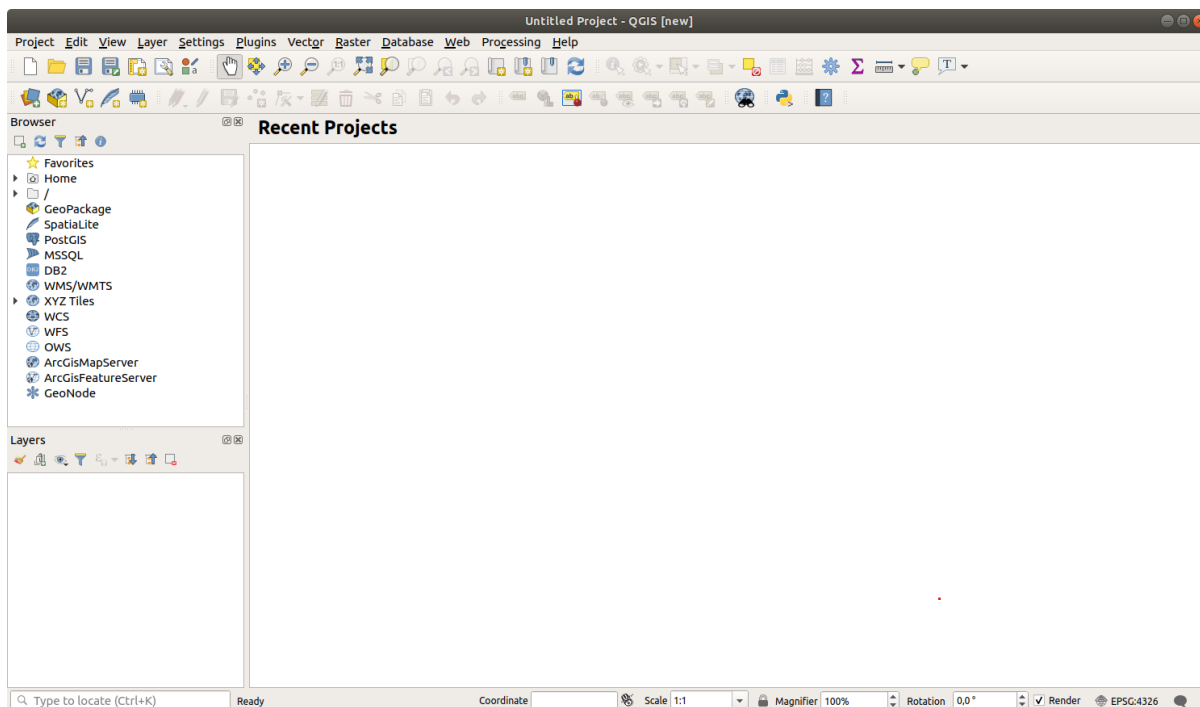 Untitled Project - QGIS [new]
Project Edit View Layer Settings Plugins Vector Raster Database Web Processing Help
Browser
Recent Projects
Favorites
Home
/
GeoPackage
SpatiaLite
PostGIS
MSSQL
DB2
WMS/WMTS
XYZ Tiles
WCS
WFS
OWS
ArcGisMapServer
ArcGisFeatureServer
GeoNode
Layers
Type to locate (Ctrl+K) Ready Coordinate Scale 1:1 Magnifier 100% Rotation 0,0 ° Render EPSG:4326